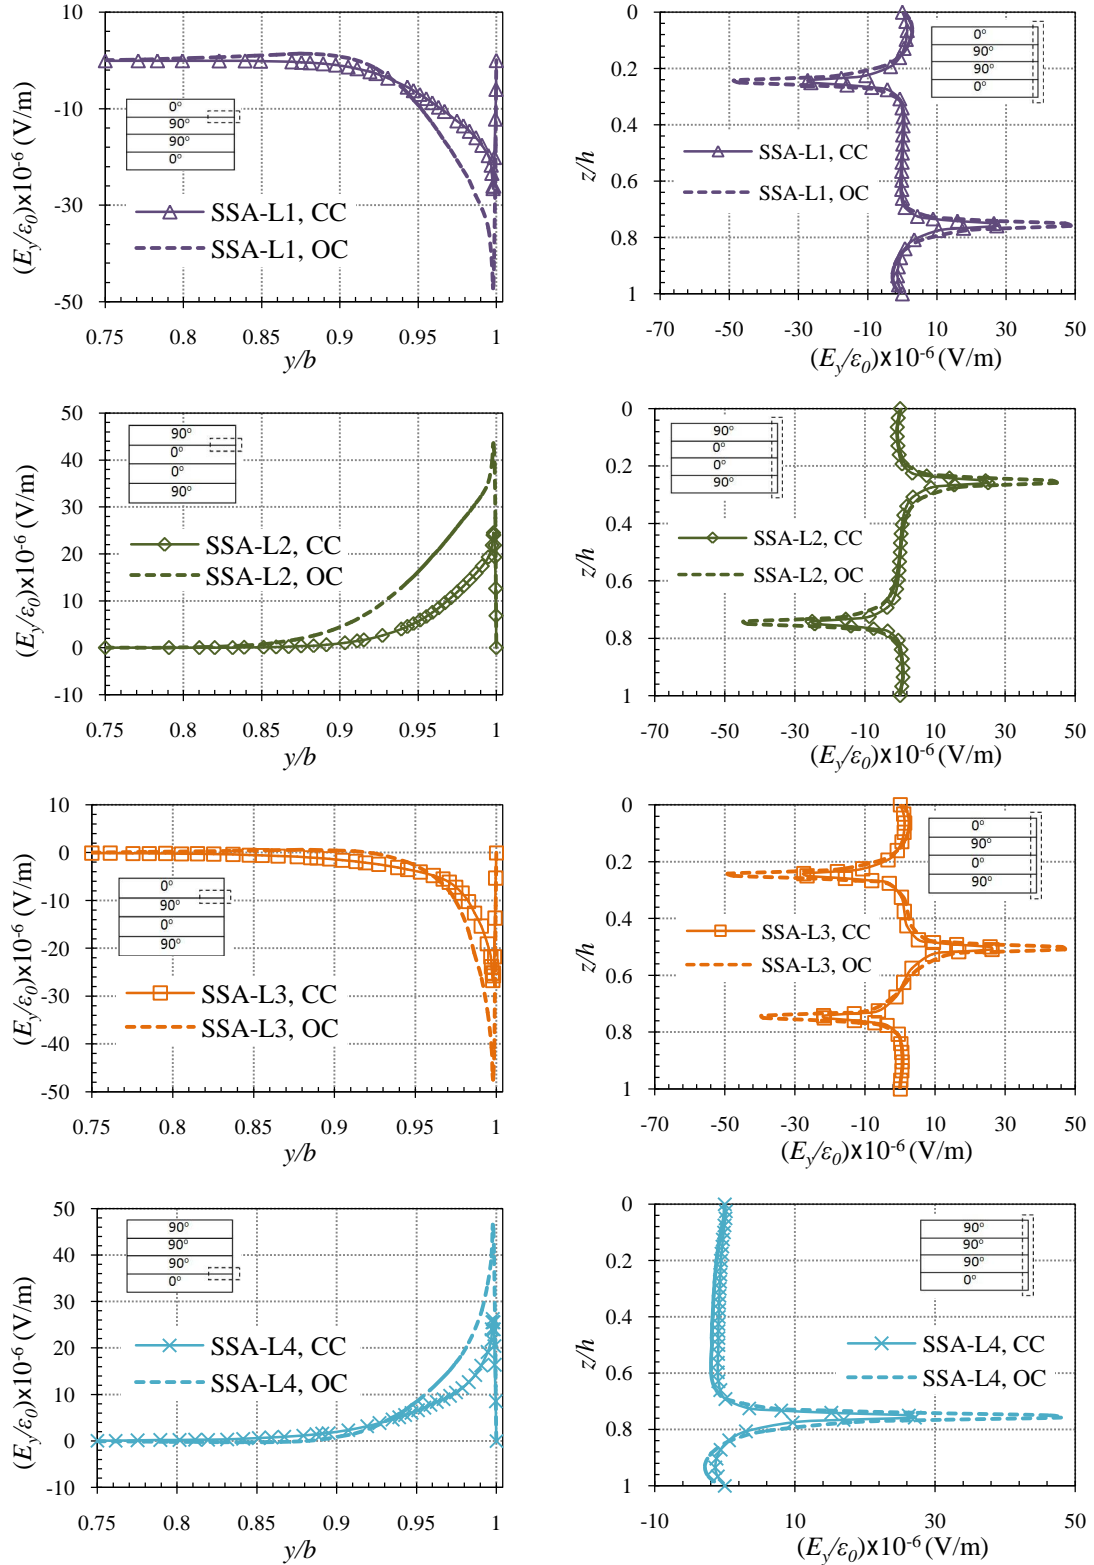 10
-10
-30
-50
(E_y/ε_0)x10^-6 (V/m)
0°
90°
90°
0°
SSA-L1, CC
SSA-L1, OC
0.75 0.8 0.85 0.9 0.95 1
y/b
0
0.2
0.4
0.6
0.8
1
z/h
0°
90°
90°
0°
SSA-L1, CC
SSA-L1, OC
-70 -50 -30 -10 10 30 50
(E_y/ε_0)x10^-6 (V/m)
50
40
30
20
10
0
-10
(E_y/ε_0)x10^-6 (V/m)
90°
0°
0°
90°
SSA-L2, CC
SSA-L2, OC
0.75 0.8 0.85 0.9 0.95 1
y/b
0
0.2
0.4
0.6
0.8
1
z/h
90°
0°
0°
90°
SSA-L2, CC
SSA-L2, OC
-70 -50 -30 -10 10 30 50
(E_y/ε_0)x10^-6 (V/m)
10
0
-10
-20
-30
-40
-50
(E_y/ε_0)x10^-6 (V/m)
0°
90°
0°
90°
SSA-L3, CC
SSA-L3, OC
0.75 0.8 0.85 0.9 0.95 1
y/b
0
0.2
0.4
0.6
0.8
1
z/h
0°
90°
0°
90°
SSA-L3, CC
SSA-L3, OC
-70 -50 -30 -10 10 30 50
(E_y/ε_0)x10^-6 (V/m)
50
40
30
20
10
0
-10
(E_y/ε_0)x10^-6 (V/m)
90°
90°
90°
0°
SSA-L4, CC
SSA-L4, OC
0.75 0.8 0.85 0.9 0.95 1
y/b
0
0.2
0.4
0.6
0.8
1
z/h
90°
90°
90°
0°
SSA-L4, CC
SSA-L4, OC
-10 10 30 50
(E_y/ε_0)x10^-6 (V/m)